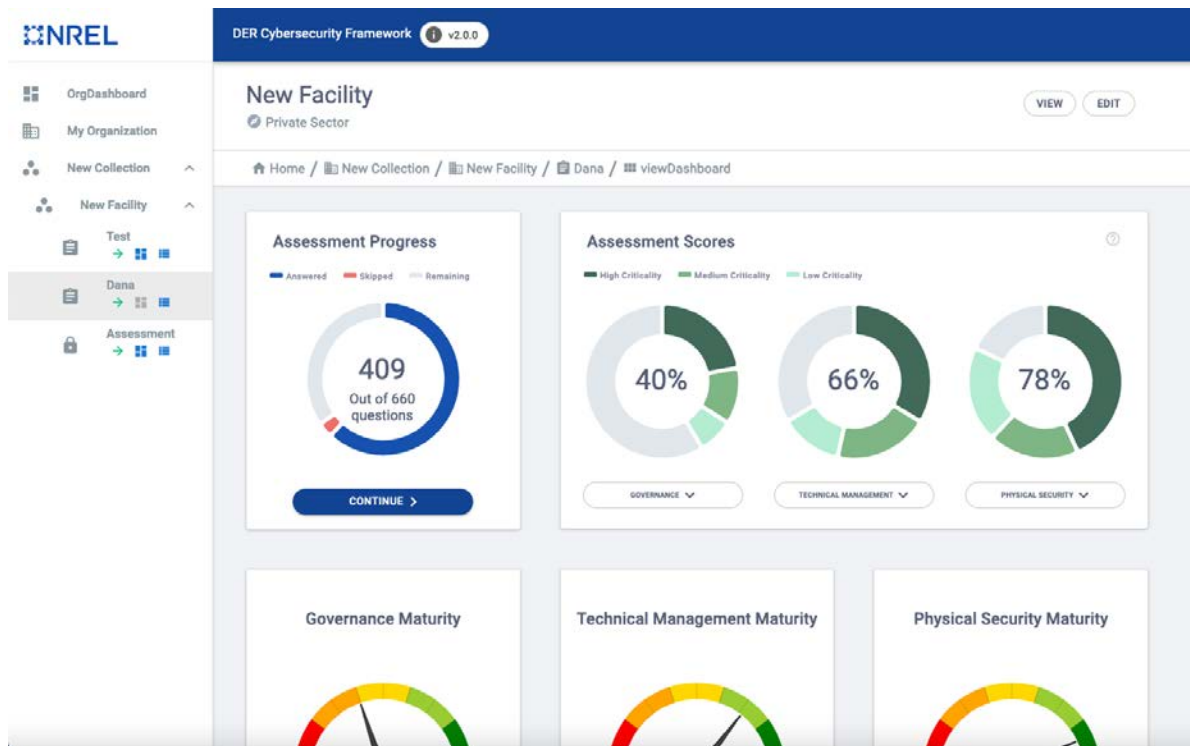 NREL
DER Cybersecurity Framework v2.0.0
OrgDashboard
My Organization
New Collection
New Facility
Test
Dana
Assessment
New Facility
Private Sector
VIEW
EDIT
Home / New Collection / New Facility / Dana / viewDashboard
Assessment Progress
Answered Skipped Remaining
409
Out of 660
questions
CONTINUE
Assessment Scores
High Criticality Medium Criticality Low Criticality
40%
66%
78%
GOVERNANCE
TECHNICAL MANAGEMENT
PHYSICAL SECURITY
Governance Maturity
Technical Management Maturity
Physical Security Maturity